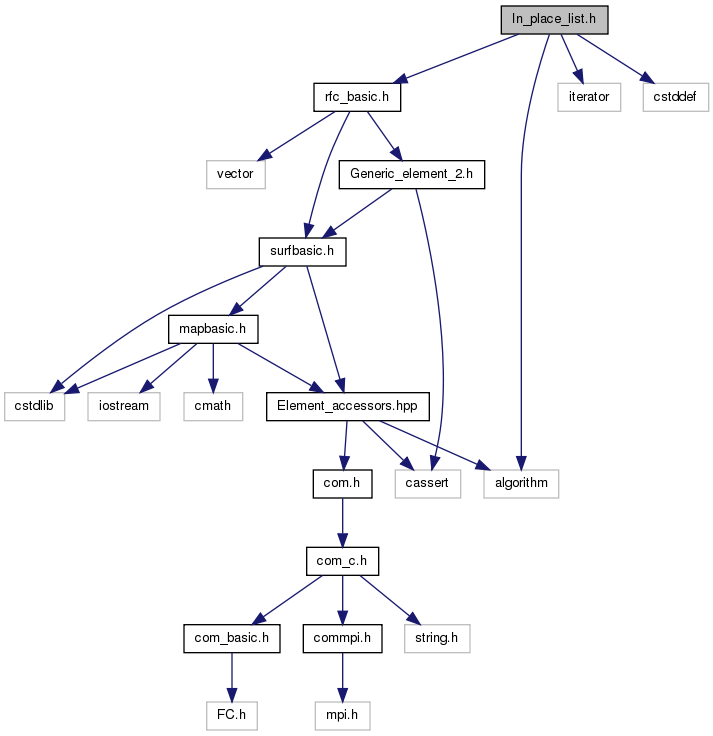 In_place_list.h
rfc_basic.h
iterator
cstddef
vector
Generic_element_2.h
surfbasic.h
mapbasic.h
cstdlib
iostream
cmath
Element_accessors.hpp
com.h
cassert
algorithm
com_c.h
com_basic.h
commpi.h
string.h
FC.h
mpi.h